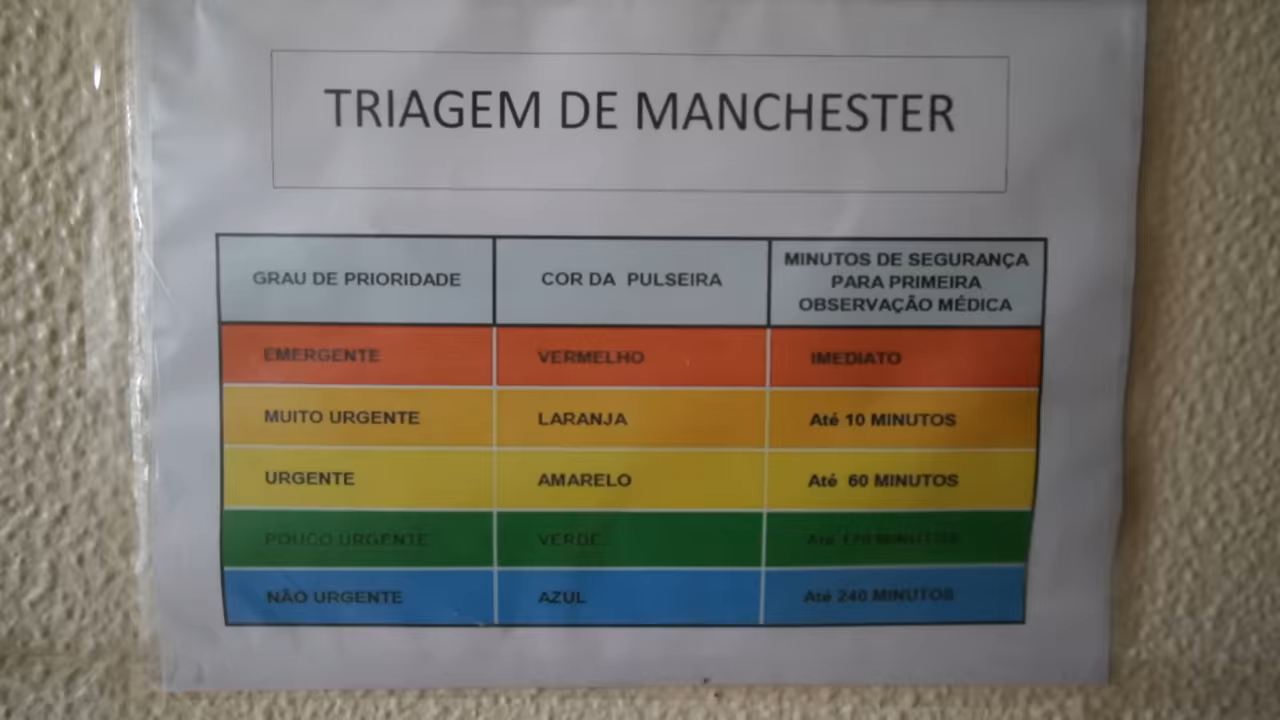 TRIAGEM DE MANCHESTER
GRAU DE PRIORIDADE
COR DA PULSEIRA
MINUTOS DE SEGURANÇA
PARA PRIMEIRA
OBSERVAÇÃO MÉDICA
EMERGENTE
VERMELHO
IMEDIATO
MUITO URGENTE
LARANJA
Até 10 MINUTOS
URGENTE
AMARELO
Até 60 MINUTOS
POUCO URGENTE
VERDE
Até MINUTOS
NÃO URGENTE
AZUL
Até 240 MINUTOS